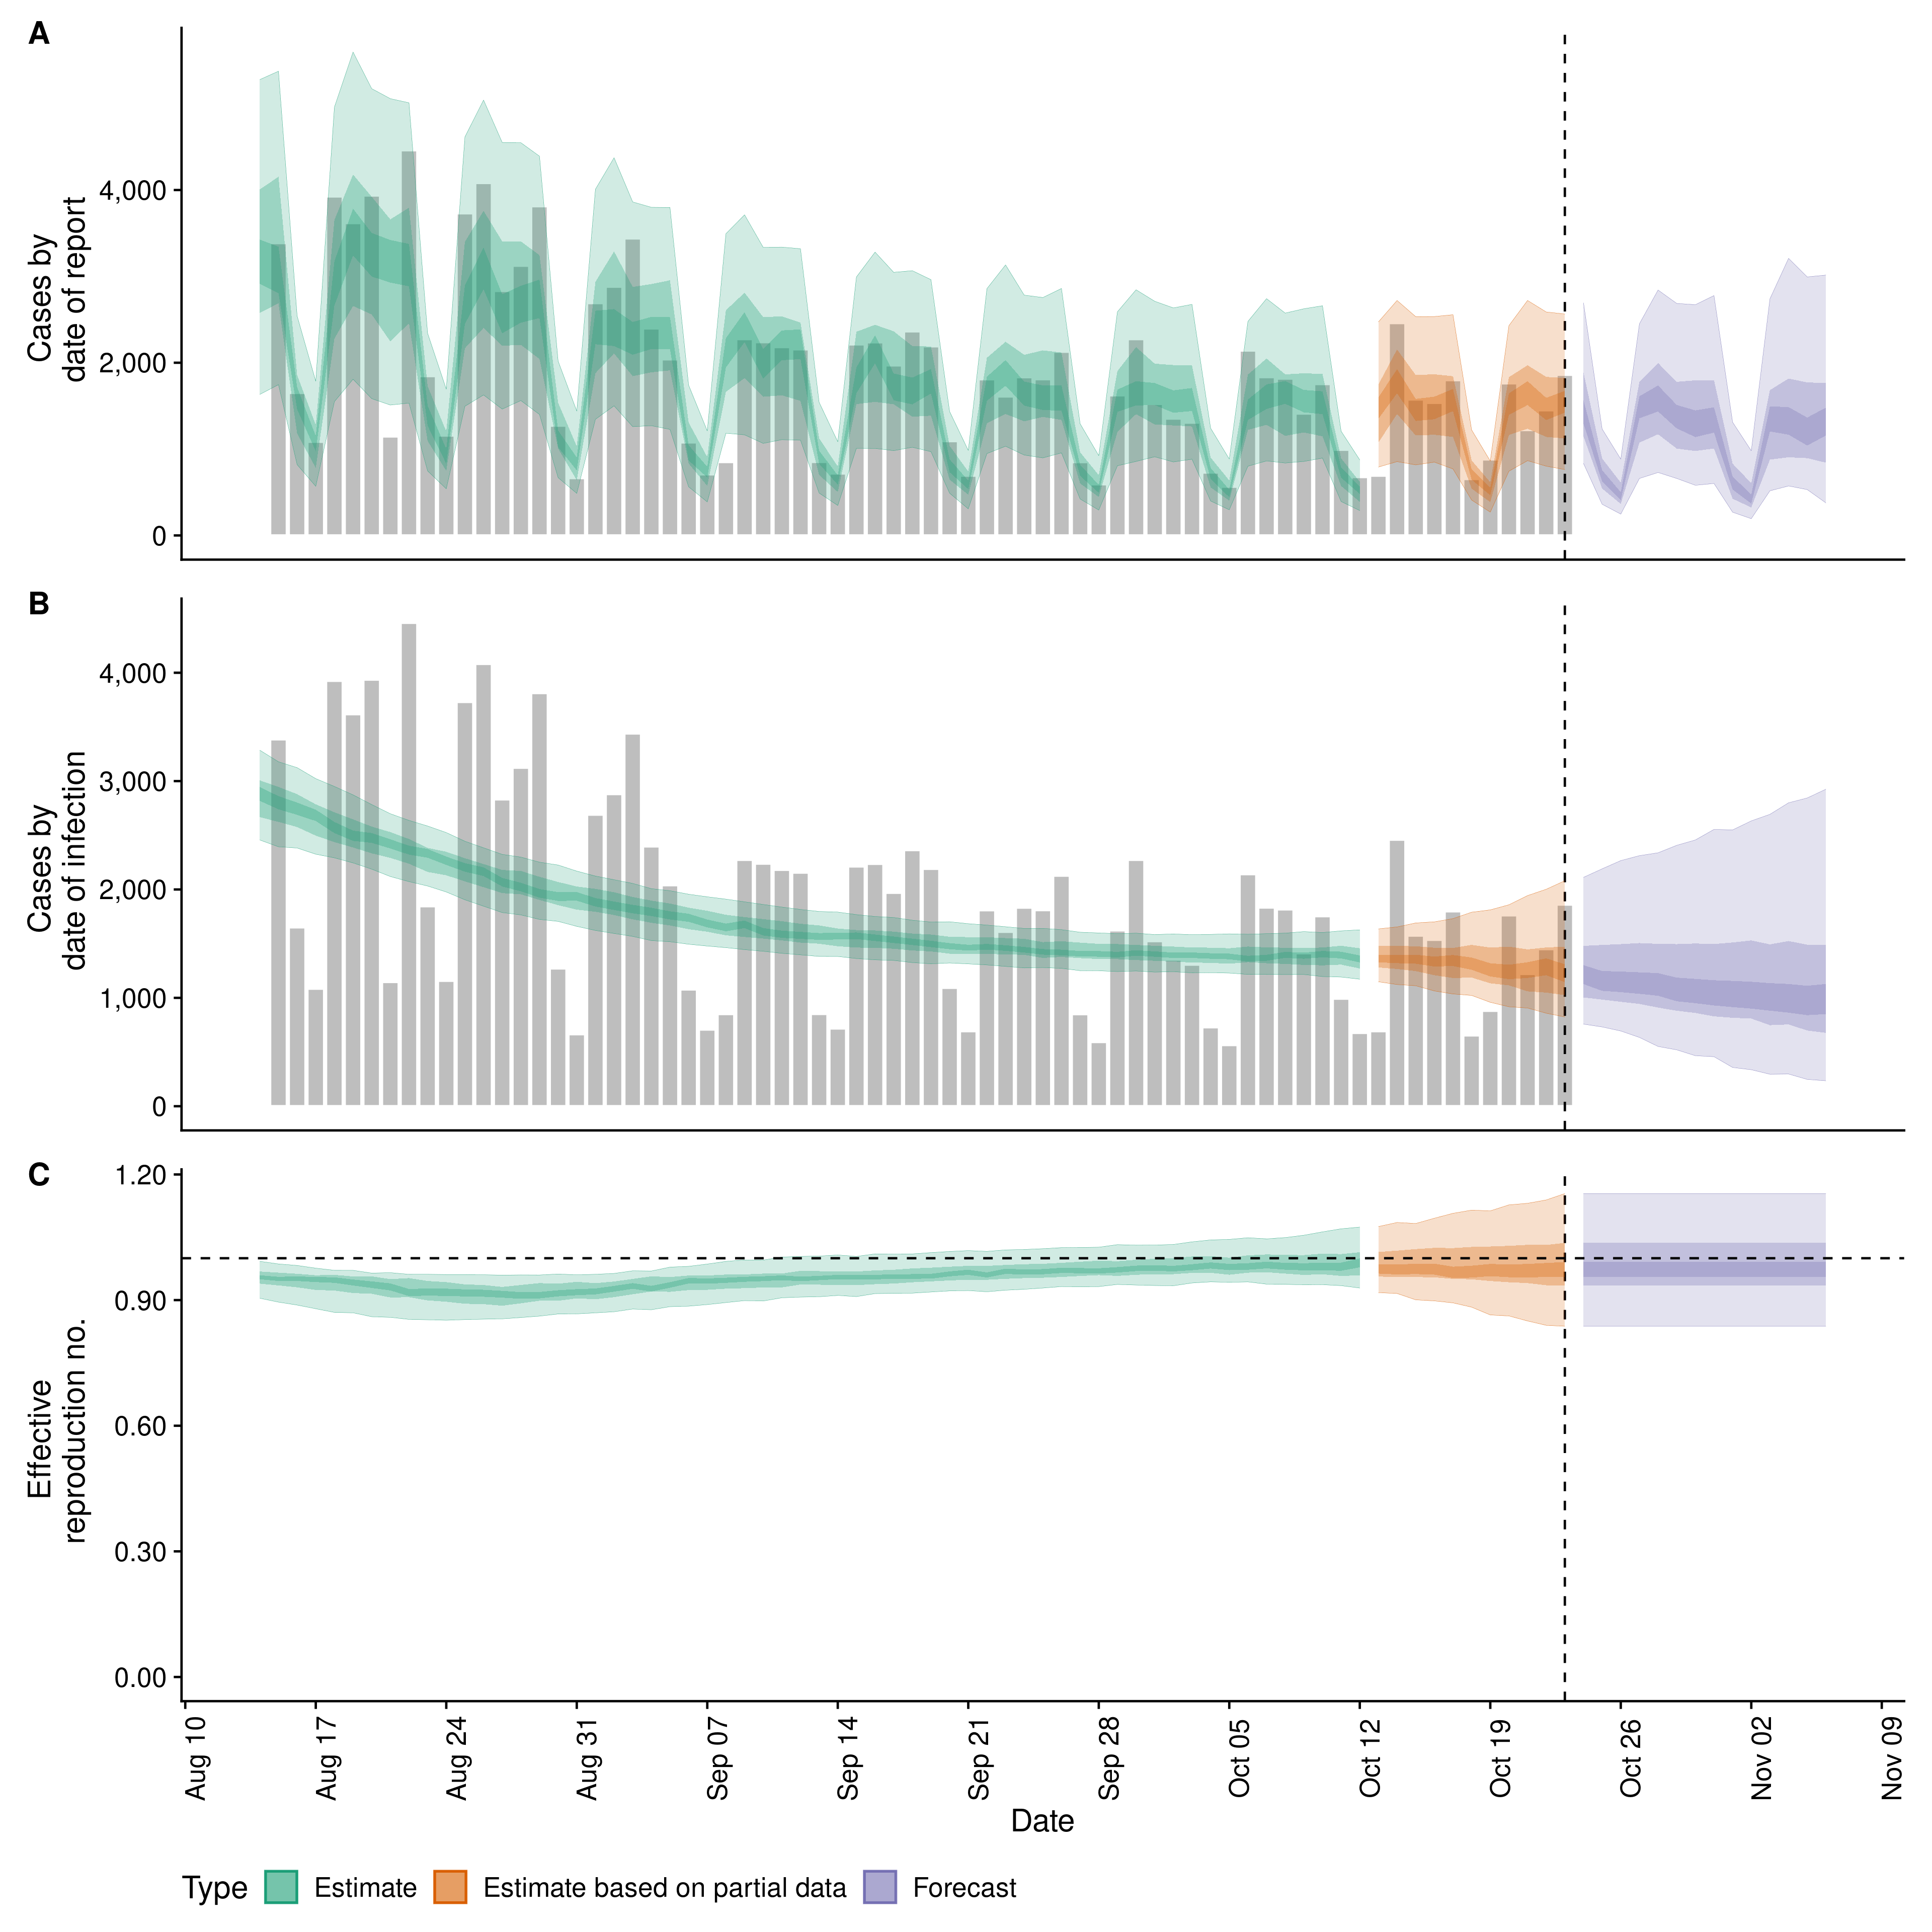 A
Cases by
date of report
4,000
2,000
0
B
Cases by
date of infection
4,000
3,000
2,000
1,000
0
C
Effective
reproduction no.
1.20
0.90
0.60
0.30
0.00
Aug 10
Aug 17
Aug 24
Aug 31
Sep 07
Sep 14
Sep 21
Sep 28
Oct 05
Oct 12
Oct 19
Oct 26
Nov 02
Nov 09
Date
Type Estimate Estimate based on partial data Forecast